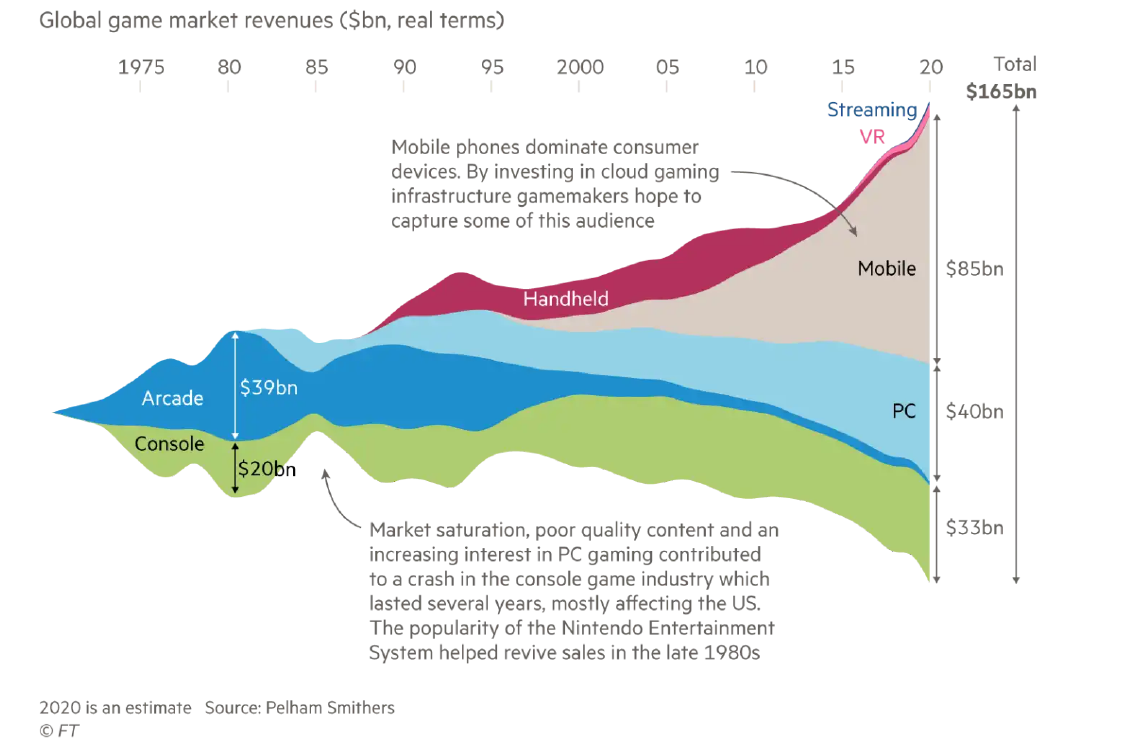 Global game market revenues ($bn, real terms)
1975 80 85 90 95 2000 05 10 15 20
Total
$165bn
Streaming
VR
Mobile phones dominate consumer
devices. By investing in cloud gaming
infrastructure gamemakers hope to
capture some of this audience
Mobile
$85bn
Handheld
Arcade
$39bn
PC
$40bn
Console
$20bn
$33bn
Market saturation, poor quality content and an
increasing interest in PC gaming contributed
to a crash in the console game industry which
lasted several years, mostly affecting the US.
The popularity of the Nintendo Entertainment
System helped revive sales in the late 1980s
2020 is an estimate Source: Pelham Smithers
© FT